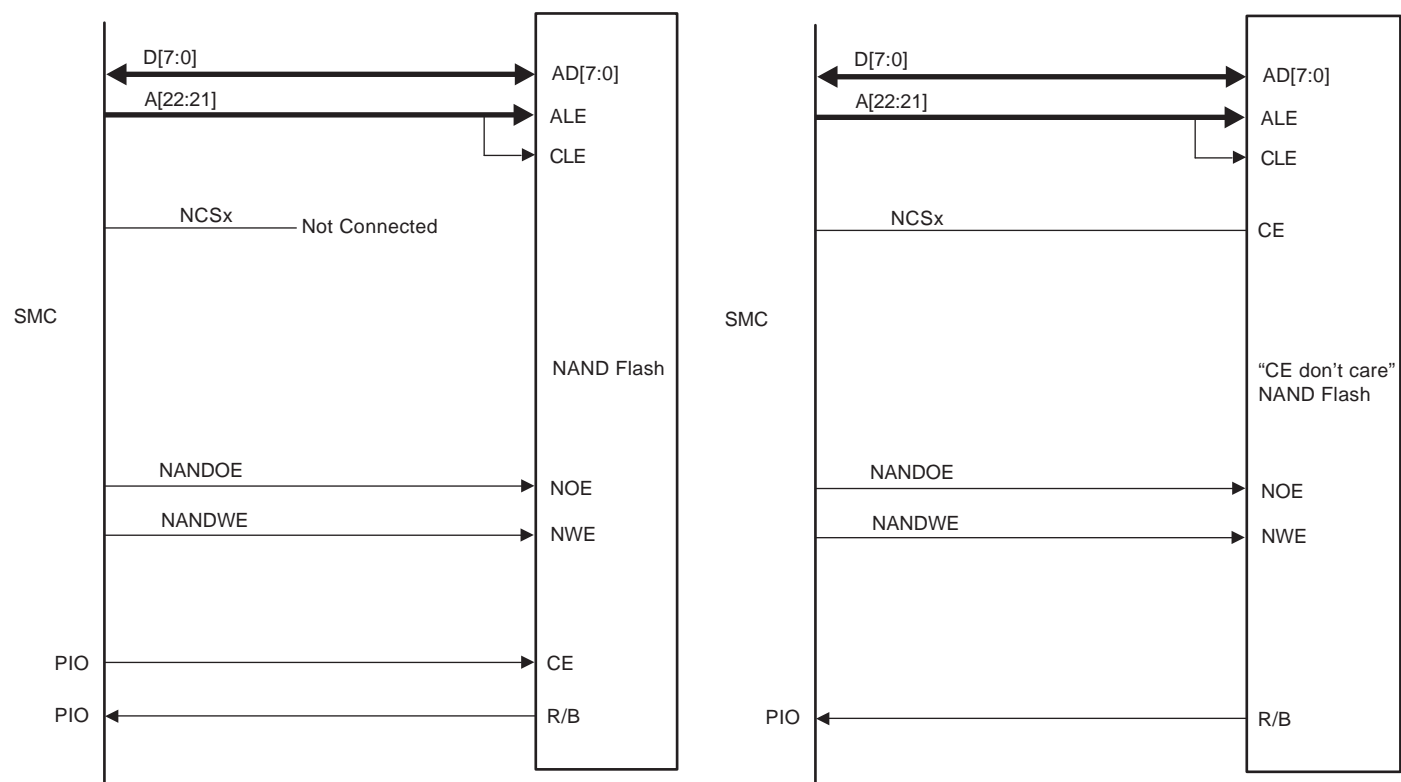 D[7:0]
AD[7:0]
A[22:21]
ALE
CLE
NCSx
Not Connected
SMC
NAND Flash
NANDOE
NOE
NANDWE
NWE
PIO
CE
PIO
R/B
D[7:0]
AD[7:0]
A[22:21]
ALE
CLE
NCSx
CE
SMC
“CE don’t care”
NAND Flash
NANDOE
NOE
NANDWE
NWE
PIO
R/B